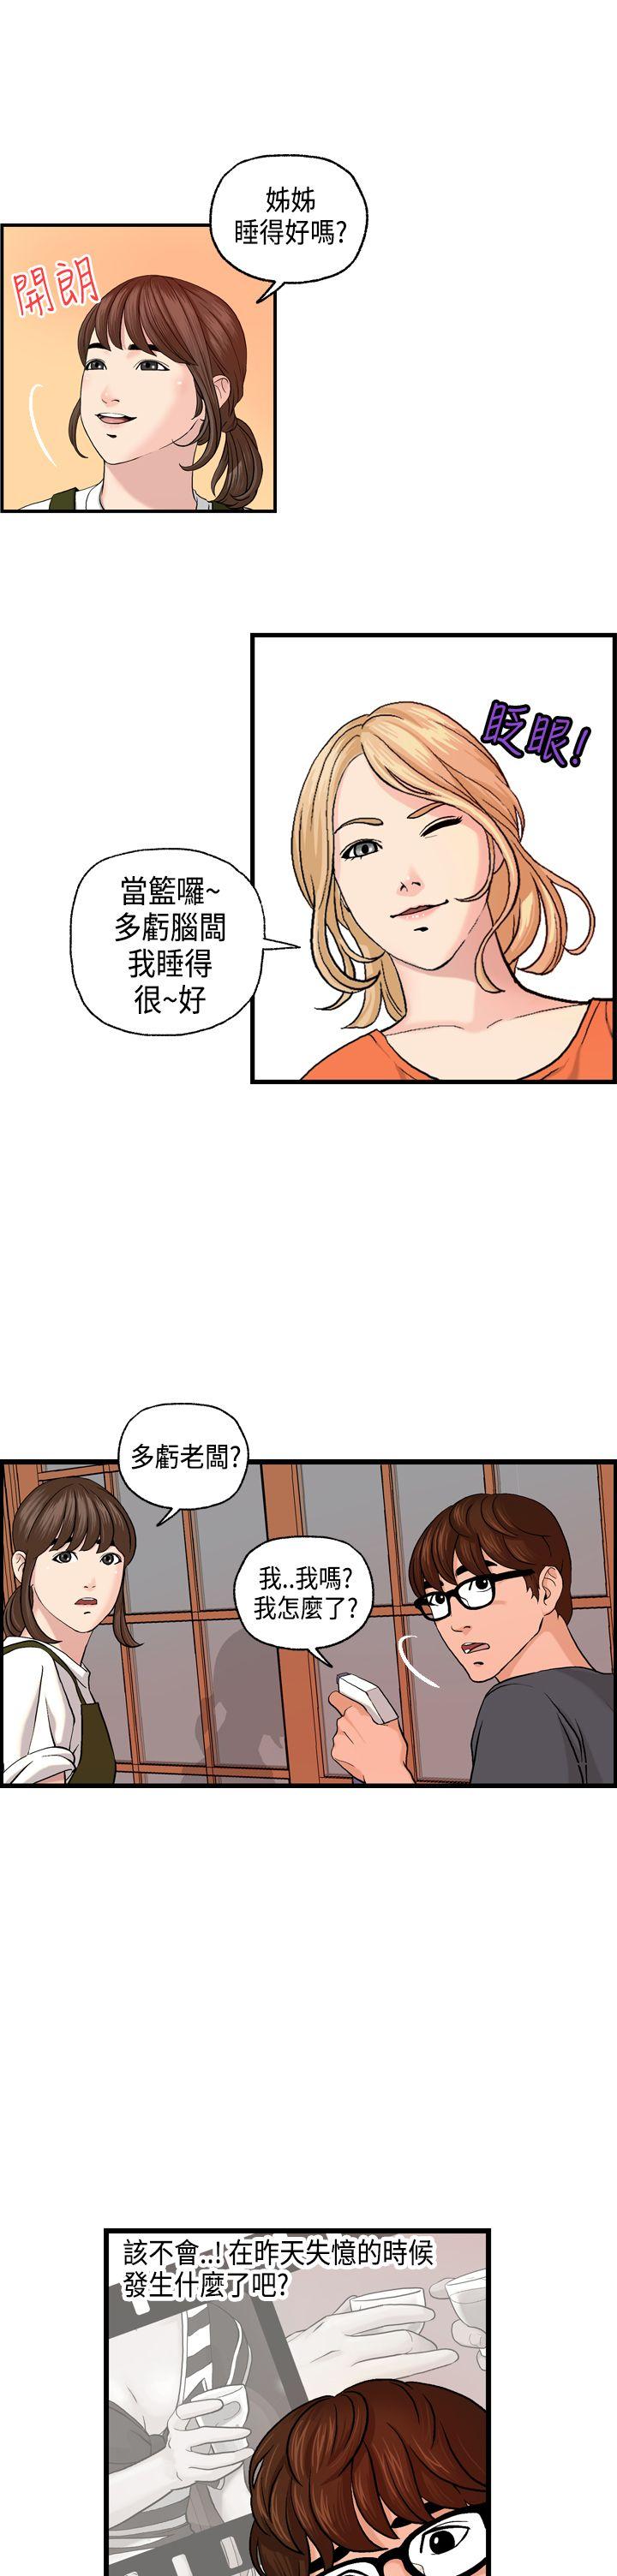 姊姊
睡得好嗎?
開朗
眨眼!
當籃囉~
多虧腦闆
我睡得
很~好
多虧老闆?
我..我嗎?
我怎麼了?
該不會..! 在昨天失憶的時候
發生什麼了吧?